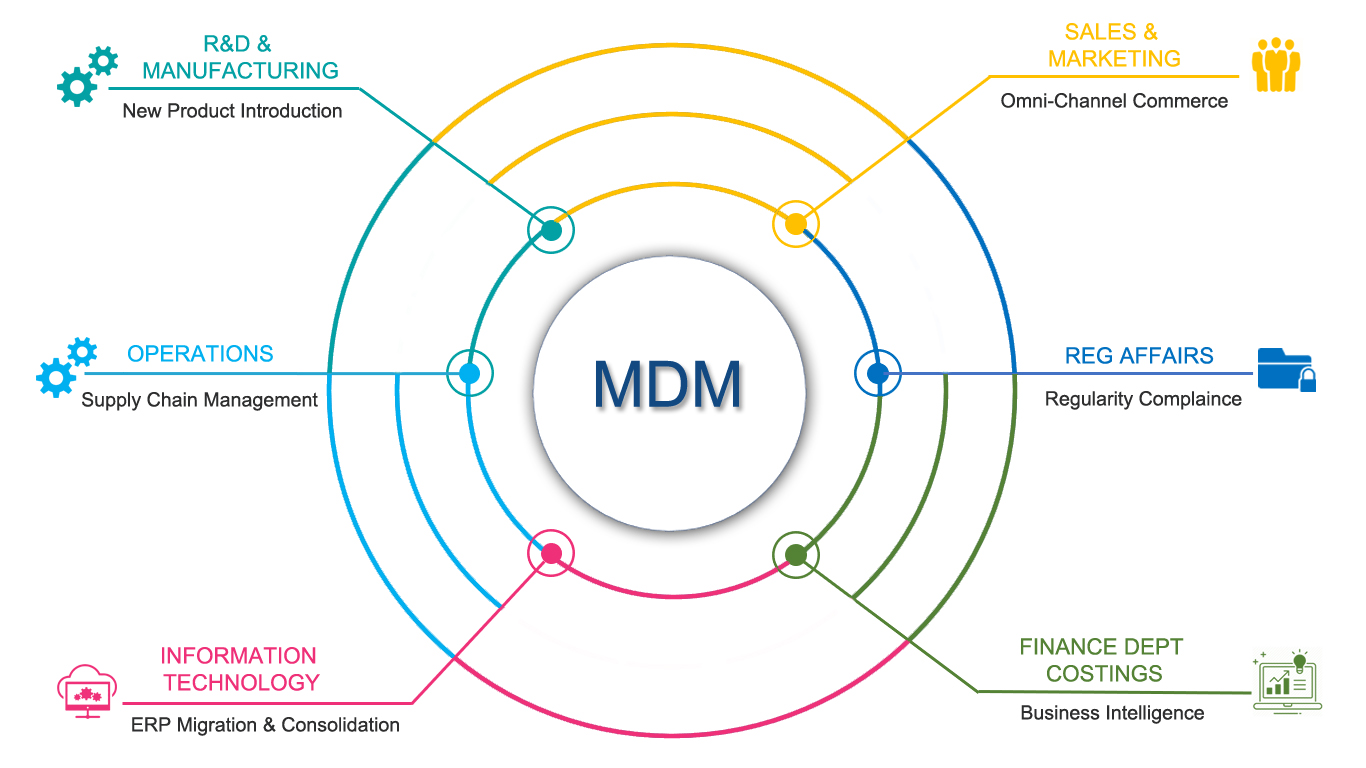 R&D &
MANUFACTURING
New Product Introduction
SALES &
MARKETING
Omni-Channel Commerce
OPERATIONS
Supply Chain Management
MDM
REG AFFAIRS
Regularity Complaince
INFORMATION
TECHNOLOGY
ERP Migration & Consolidation
FINANCE DEPT
COSTINGS
Business Intelligence